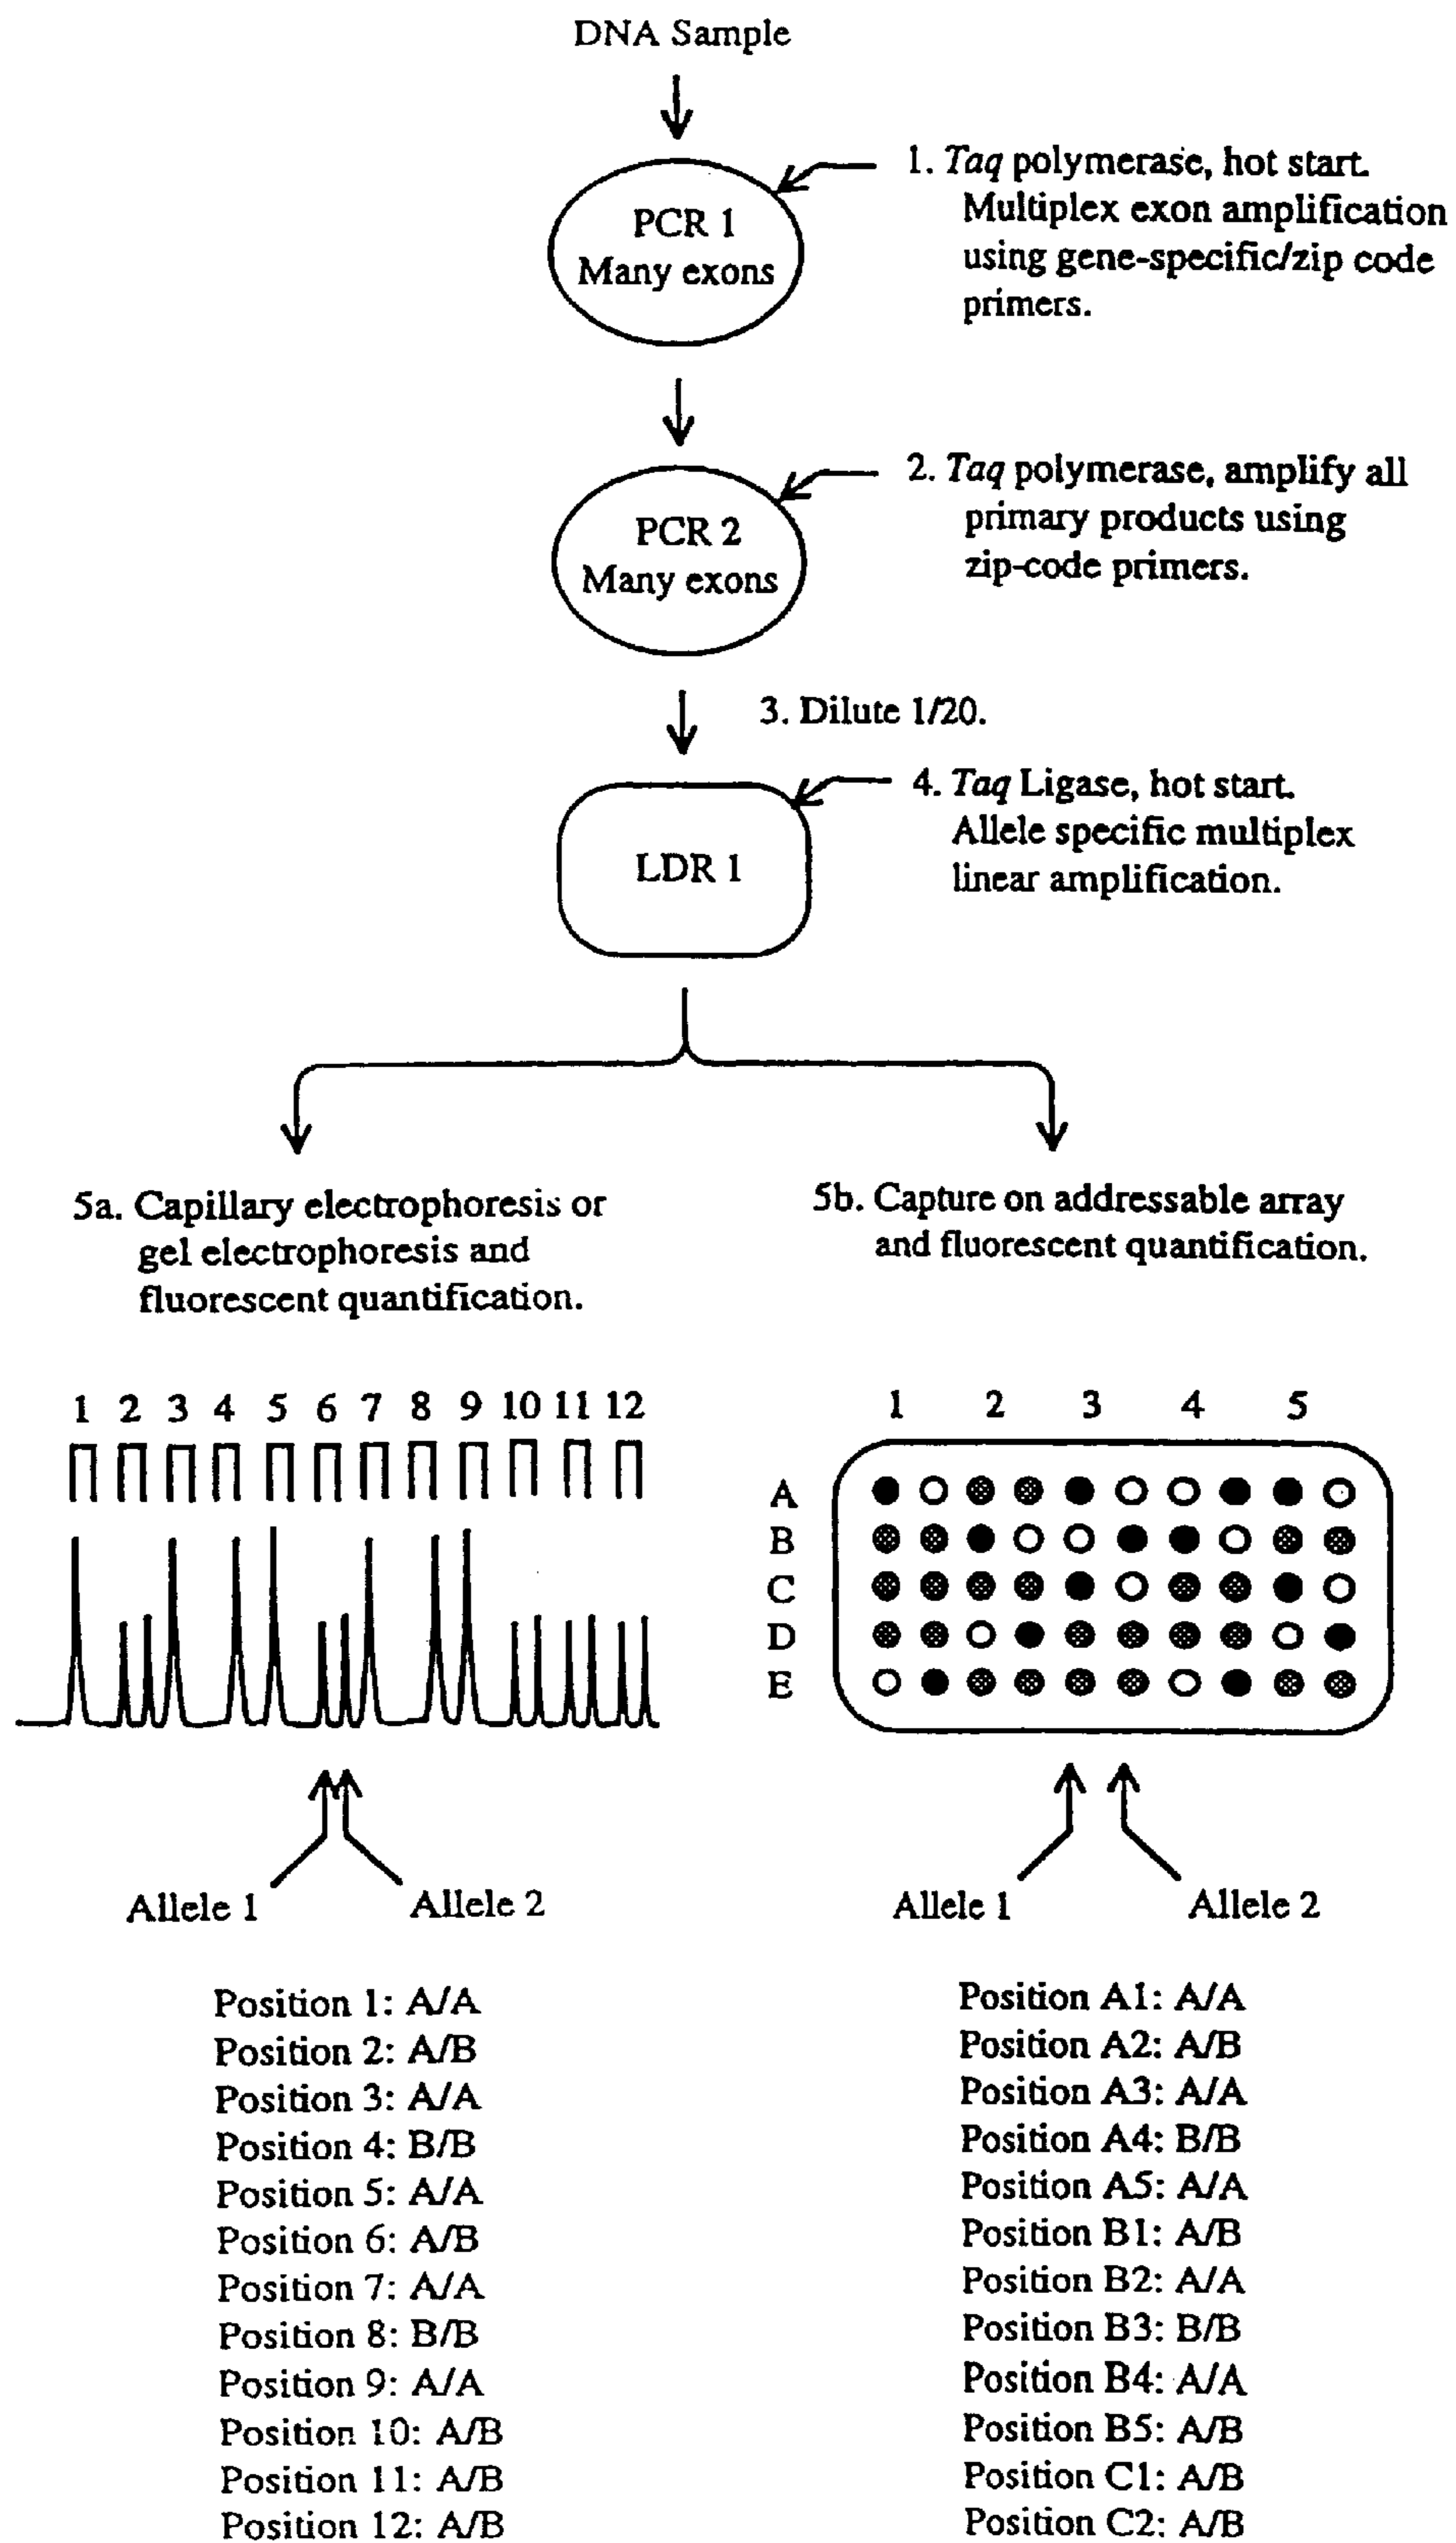 DNA Sample
PCR 1
Many exons
1. Taq polymerase, hot start.
Multiplex exon amplification
using gene-specific/zip code
primers.
PCR 2
Many exons
2. Taq polymerase, amplify all
primary products using
zip-code primers.
3. Dilute 1/20.
LDR 1
4. Taq Ligase, hot start.
Allele specific multiplex
linear amplification.
5a. Capillary electrophoresis or
gel electrophoresis and
fluorescent quantification.
5b. Capture on addressable array
and fluorescent quantification.
1 2 3 4 5 6 7 8 9 10 11 12
1 2 3 4 5
A
B
C
D
E
Allele 1
Allele 2
Allele 1
Allele 2
Position 1: A/A
Position 2: A/B
Position 3: A/A
Position 4: B/B
Position 5: A/A
Position 6: A/B
Position 7: A/A
Position 8: B/B
Position 9: A/A
Position 10: A/B
Position 11: A/B
Position 12: A/B
Position A1: A/A
Position A2: A/B
Position A3: A/A
Position A4: B/B
Position A5: A/A
Position B1: A/B
Position B2: A/A
Position B3: B/B
Position B4: A/A
Position B5: A/B
Position C1: A/B
Position C2: A/B